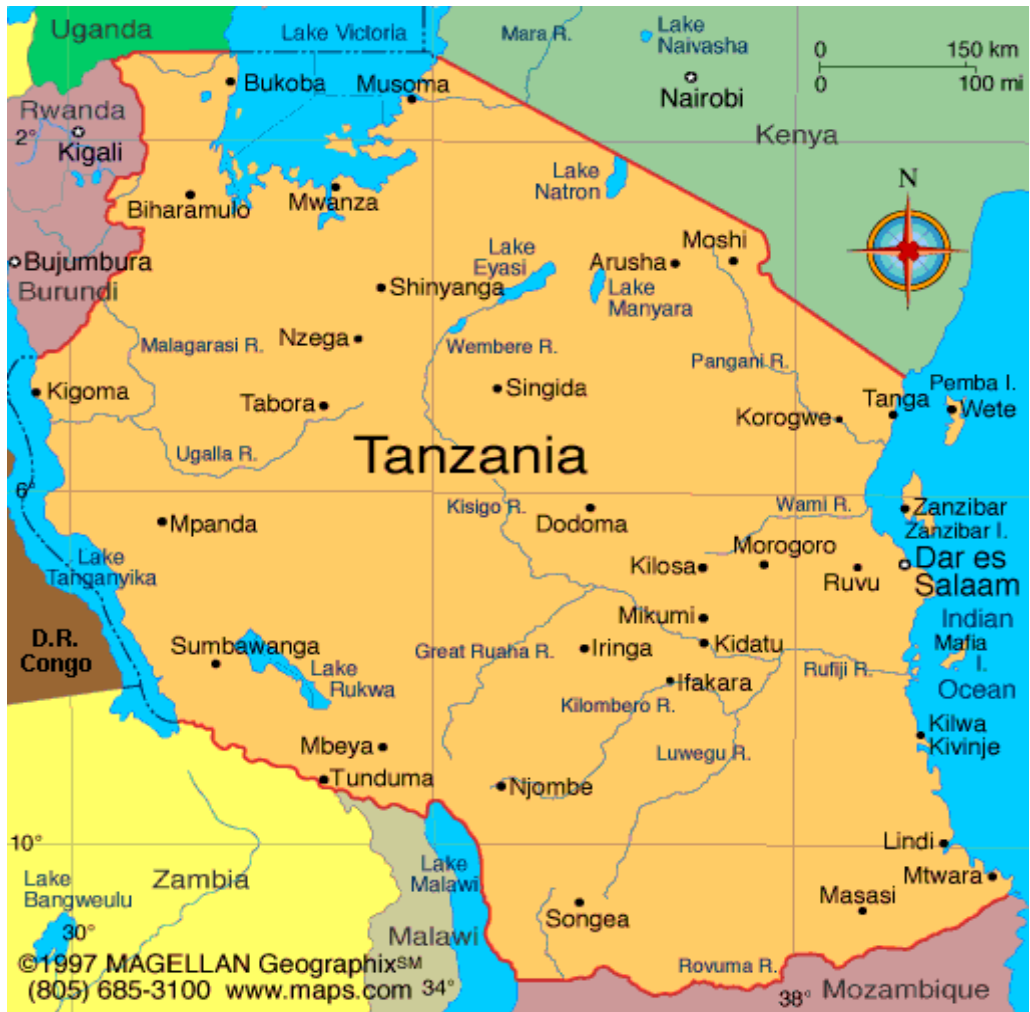 Uganda
Lake Victoria
Mara R.
Lake
Naivasha
0 150 km
0 100 mi
Bukoba
Musoma
Nairobi
Rwanda
Kigali
2°
Kenya
Lake
Natron
N
Biharamulo
Mwanza
Bujumbura
Burundi
Lake
Eyasi
Arusha
Moshi
Shinyanga
Lake
Manyara
Malagarasi R.
Nzega
Wembere R.
Pangani R.
Kigoma
Tabora
Singida
Korogwe
Tanga
Pemba I.
Wete
Ugalla R.
Tanzania
6°
Mpanda
Kisigo R.
Dodoma
Wami R.
Zanzibar
Zanzibar I.
Lake
Tanganyika
Kilosa
Morogoro
Ruvu
Dar es
Salaam
D.R.
Congo
Mikumi
Indian
Ocean
Mafia
I.
Sumbawanga
Lake
Rukwa
Great Ruaha R.
Iringa
Kidatu
Rufiji R.
Ifakara
Kilombero R.
Mbeya
Tunduma
Luwegu R.
Kilwa
Kivinje
Njombe
10°
Lindi
Lake
Bangweulu
Zambia
Lake
Malawi
Mtwara
Masasi
Songea
30°
Malawi
Rovuma R.
©1997 MAGELLAN Geographix℠
(805) 685-3100 www.maps.com
34°
38°
Mozambique